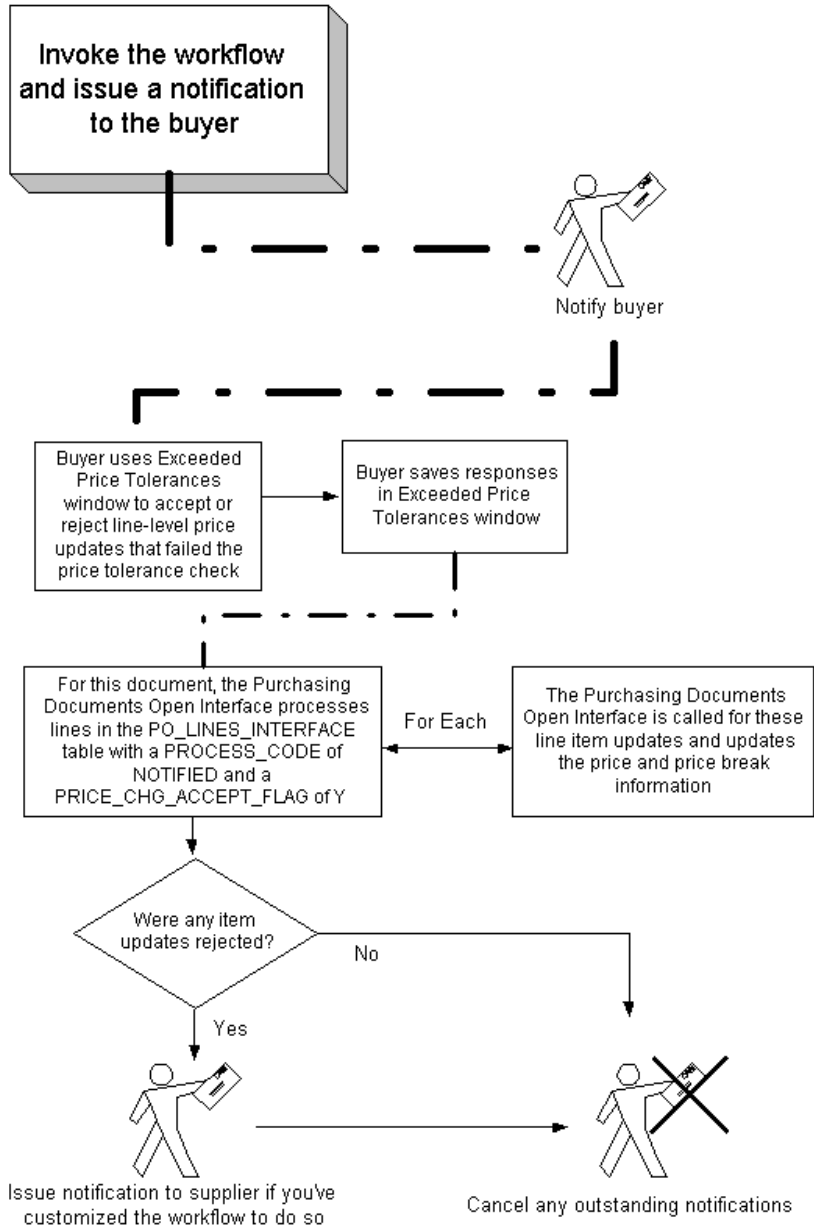 Invoke the workflow
and issue a notification
to the buyer
Notify buyer
Buyer uses Exceeded
Price Tolerances
window to accept or
reject line-level price
updates that failed the
price tolerance check
Buyer saves responses
in Exceeded Price
Tolerances window
For this document, the Purchasing
Documents Open Interface processes
lines in the PO_LINES_INTERFACE
table with a PROCESS_CODE of
NOTIFIED and a
PRICE_CHG_ACCEPT_FLAG of Y
For Each
The Purchasing Documents
Open Interface is called for these
line item updates and updates
the price and price break
information
Were any item
updates rejected?
No
Yes
Issue notification to supplier if you've
customized the workflow to do so
Cancel any outstanding notifications